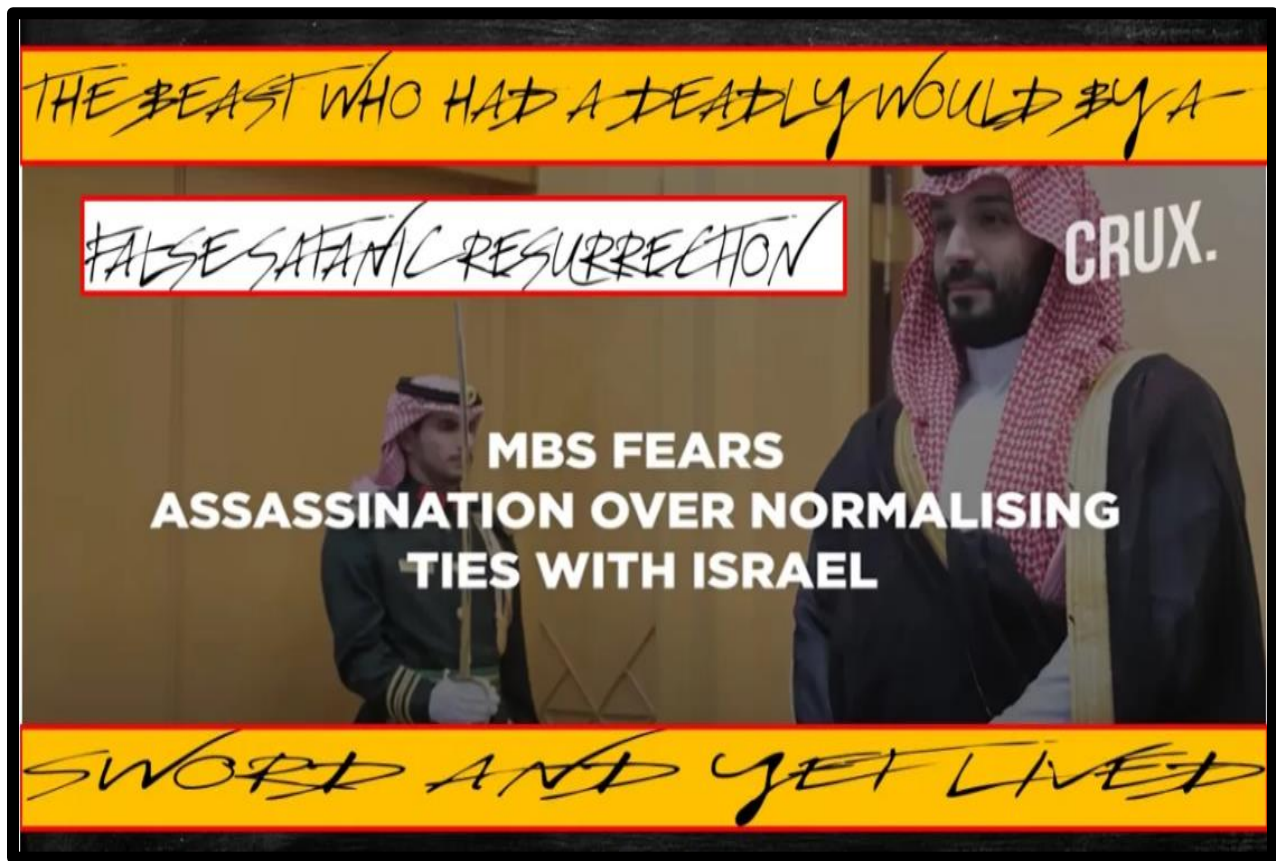 THE BEAST WHO HAD A DEADLY WOULD BY A
FALSE SATANIC RESURRECTION
CRUX.
MBS FEARS
ASSASSINATION OVER NORMALISING
TIES WITH ISRAEL
SWORD AND YET LIVED